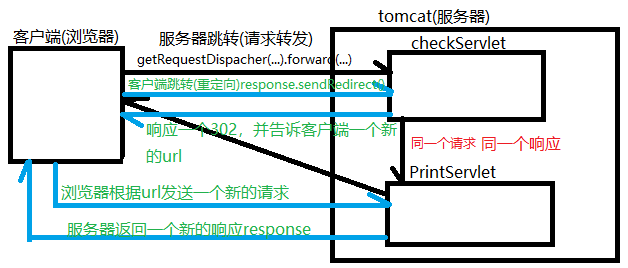 tomcat(服务器)
客户端(浏览器)
服务器跳转(请求转发)
checkServlet
getRequestDispacher(...).forward(...)
客户端跳转(重定向)response.sendRedirect()
响应一个302，并告诉客户端一个新
的url
同一个请求 同一个响应
PrintServlet
浏览器根据url发送一个新的请求
服务器返回一个新的响应response